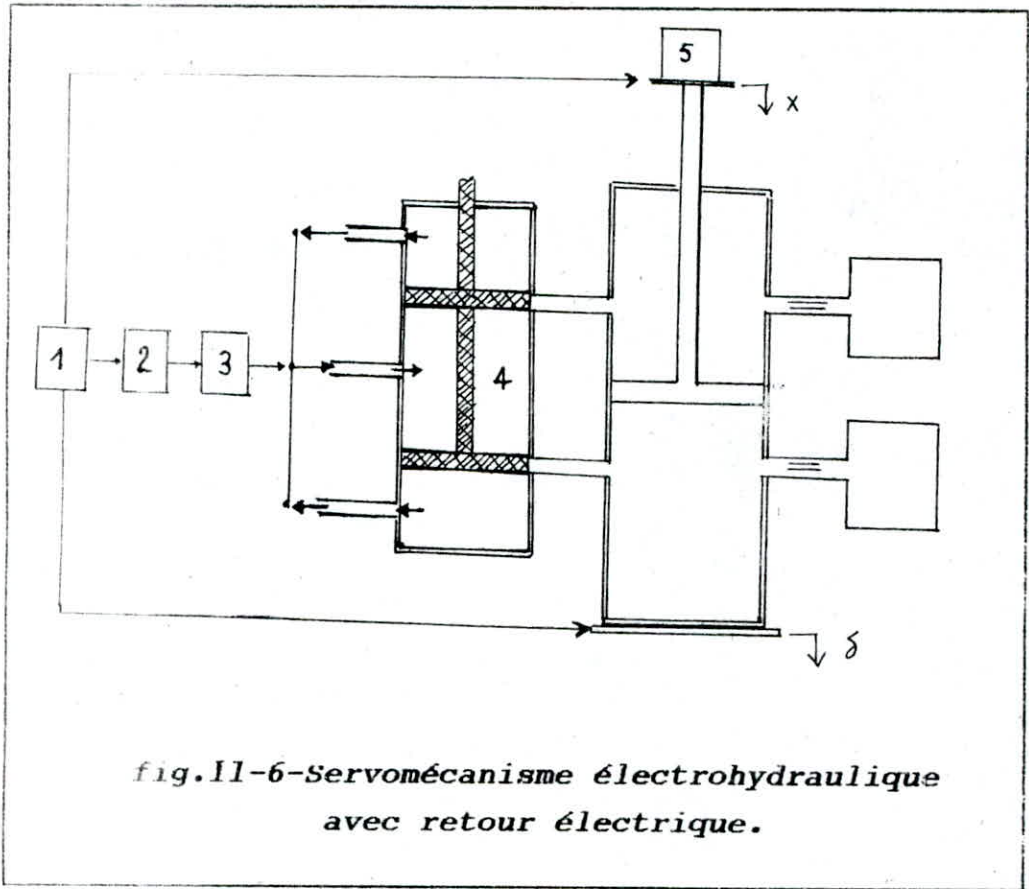 5
x
1
2
3
4
δ
fig.II-6-Servomécanisme électrohydraulique
avec retour électrique.